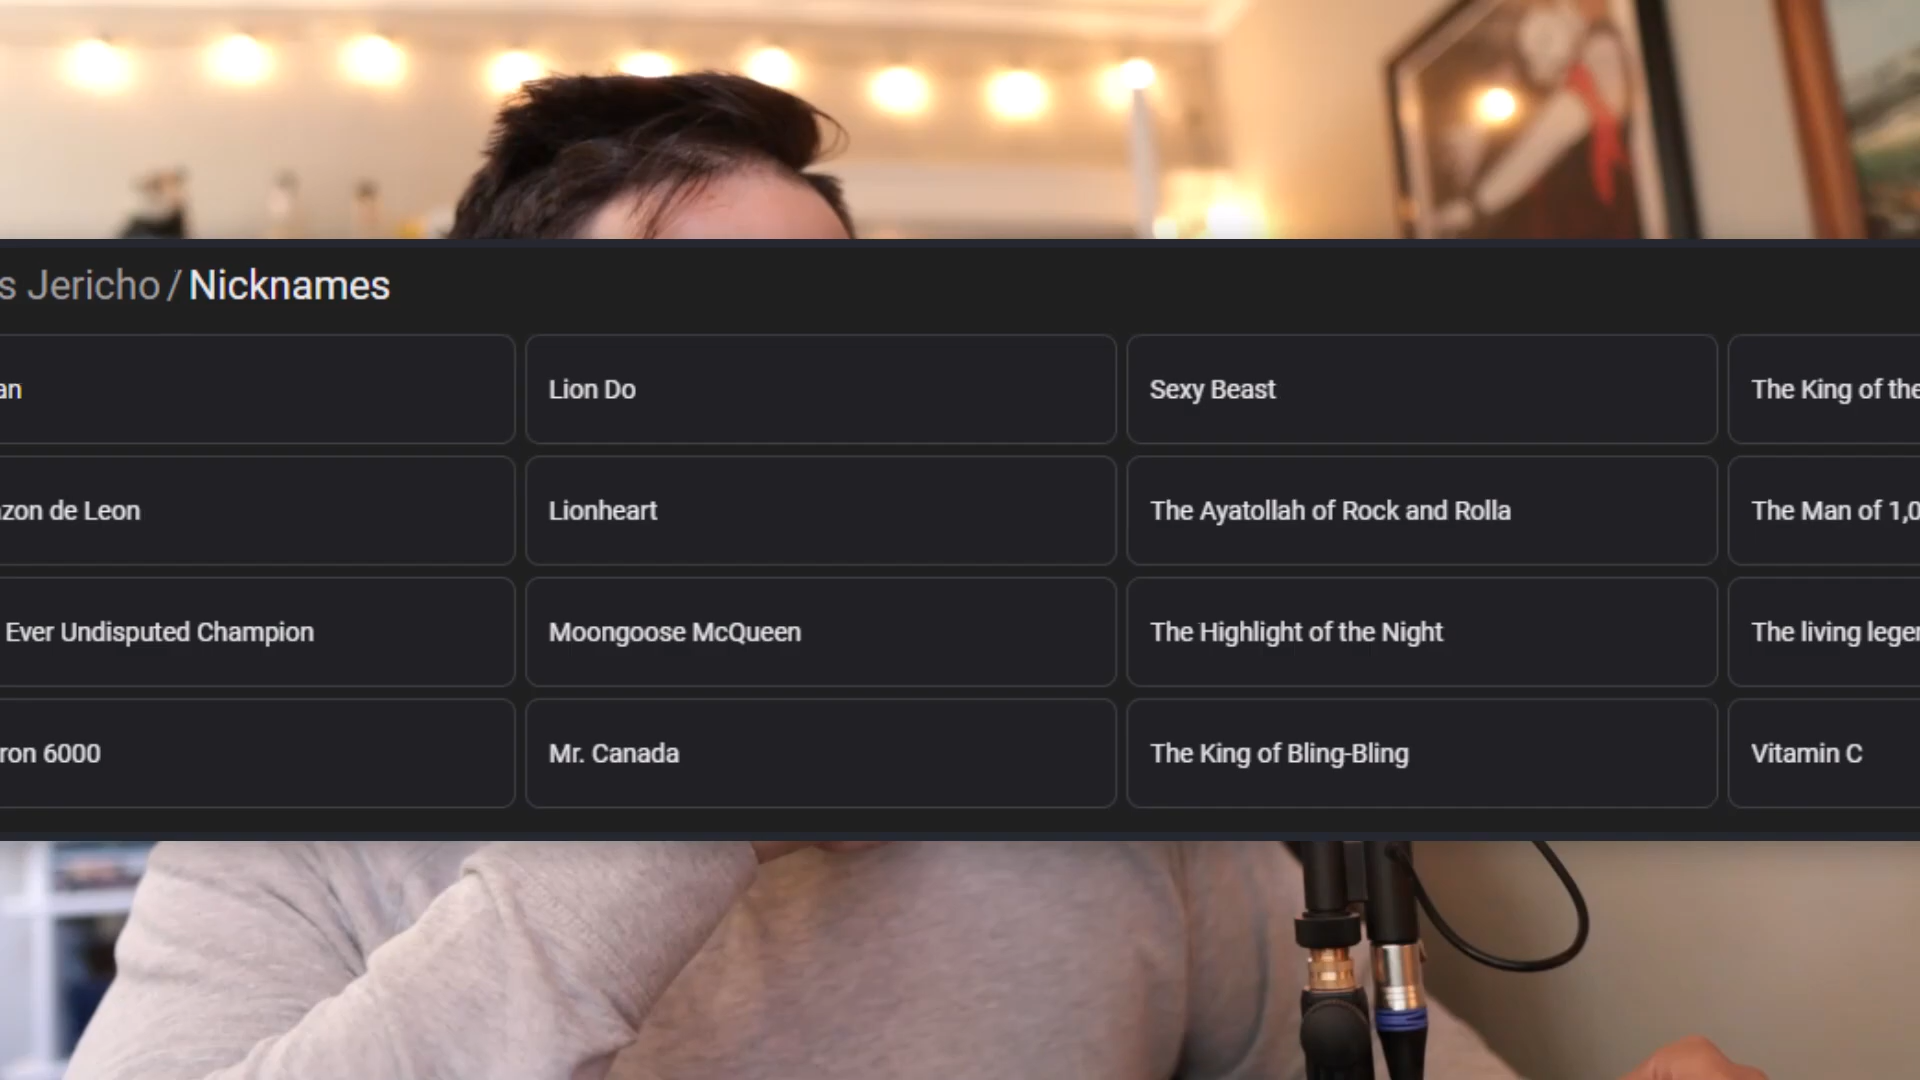 s Jericho / Nicknames
an Lion Do Sexy Beast The King of the
zon de Leon Lionheart The Ayatollah of Rock and Rolla The Man of 1,0
Ever Undisputed Champion Moongoose McQueen The Highlight of the Night The living legen
ron 6000 Mr. Canada The King of Bling-Bling Vitamin C